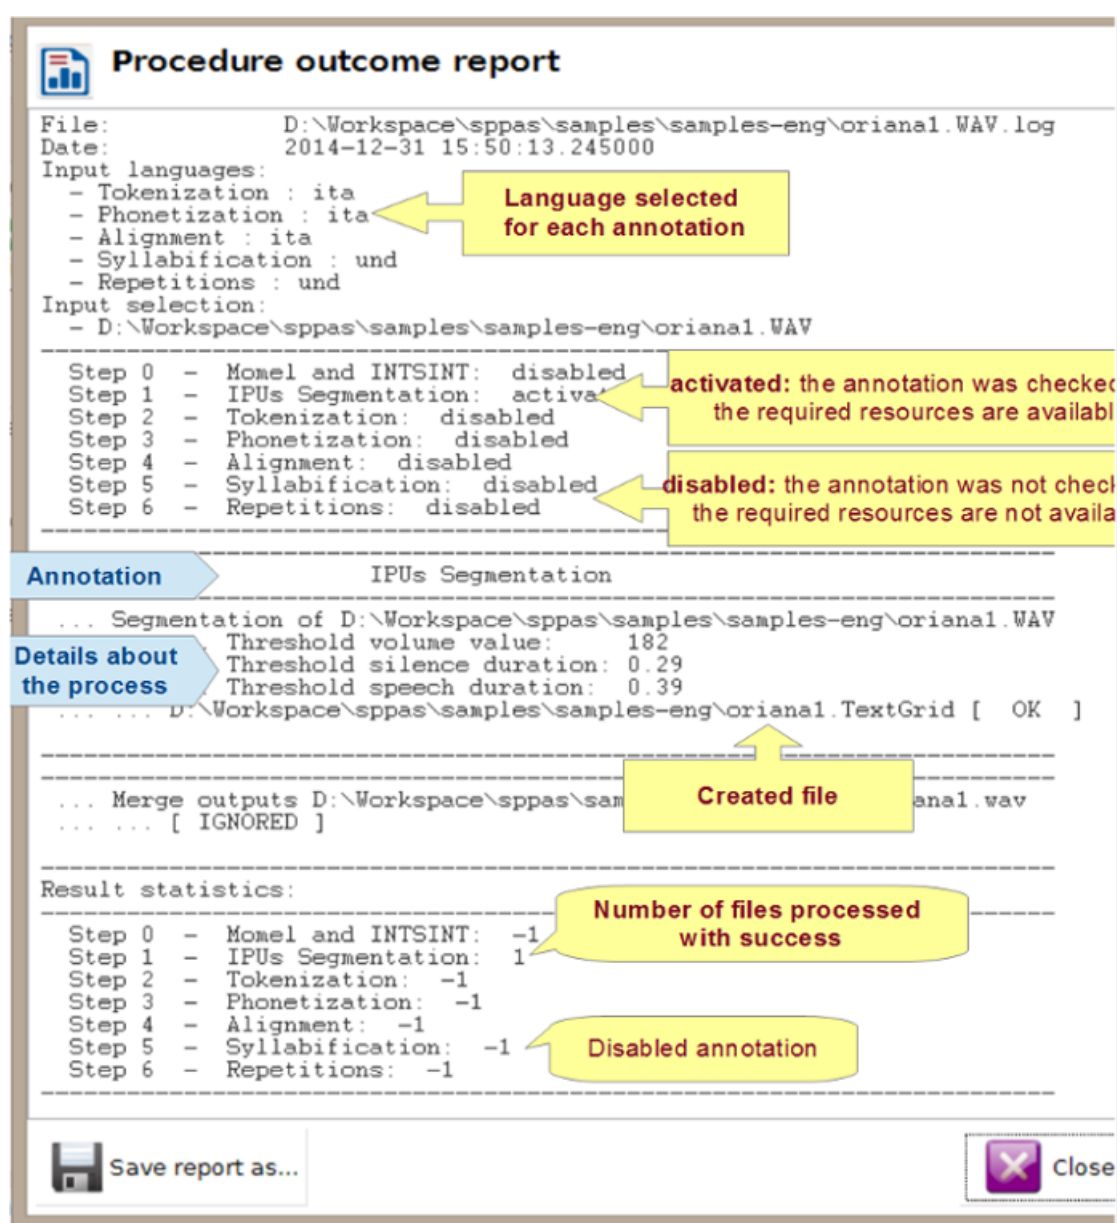 Procedure outcome report
File: D:\Workspace\sppas\samples\samples-eng\oriana1.WAV.log
Date: 2014-12-31 15:50:13.245000
Input languages:
- Tokenization : ita
- Phonetization : ita
- Alignment : ita
- Syllabification : und
- Repetitions : und
Language selected
for each annotation
Input selection:
- D:\Workspace\sppas\samples\samples-eng\oriana1.WAV
Step 0 - Momel and INTSINT: disabled
Step 1 - IPUs Segmentation: activa
Step 2 - Tokenization: disabled
Step 3 - Phonetization: disabled
Step 4 - Alignment: disabled
Step 5 - Syllabification: disabled
Step 6 - Repetitions: disabled
activated: the annotation was checked
the required resources are availabl
disabled: the annotation was not check
the required resources are not availa
Annotation
IPUs Segmentation
... Segmentation of D:\Workspace\sppas\samples\samples-eng\oriana1.WAV
Details about
the process
Threshold volume value: 182
Threshold silence duration: 0.29
Threshold speech duration: 0.39
... ... D:\Workspace\sppas\samples\samples-eng\oriana1.TextGrid [ OK ]
Created file
... Merge outputs D:\Workspace\sppas\sam ana1.wav
... ... [ IGNORED ]
Result statistics:
Number of files processed
with success
Step 0 - Momel and INTSINT: -1
Step 1 - IPUs Segmentation: 1
Step 2 - Tokenization: -1
Step 3 - Phonetization: -1
Step 4 - Alignment: -1
Step 5 - Syllabification: -1
Step 6 - Repetitions: -1
Disabled annotation
Save report as...
Close